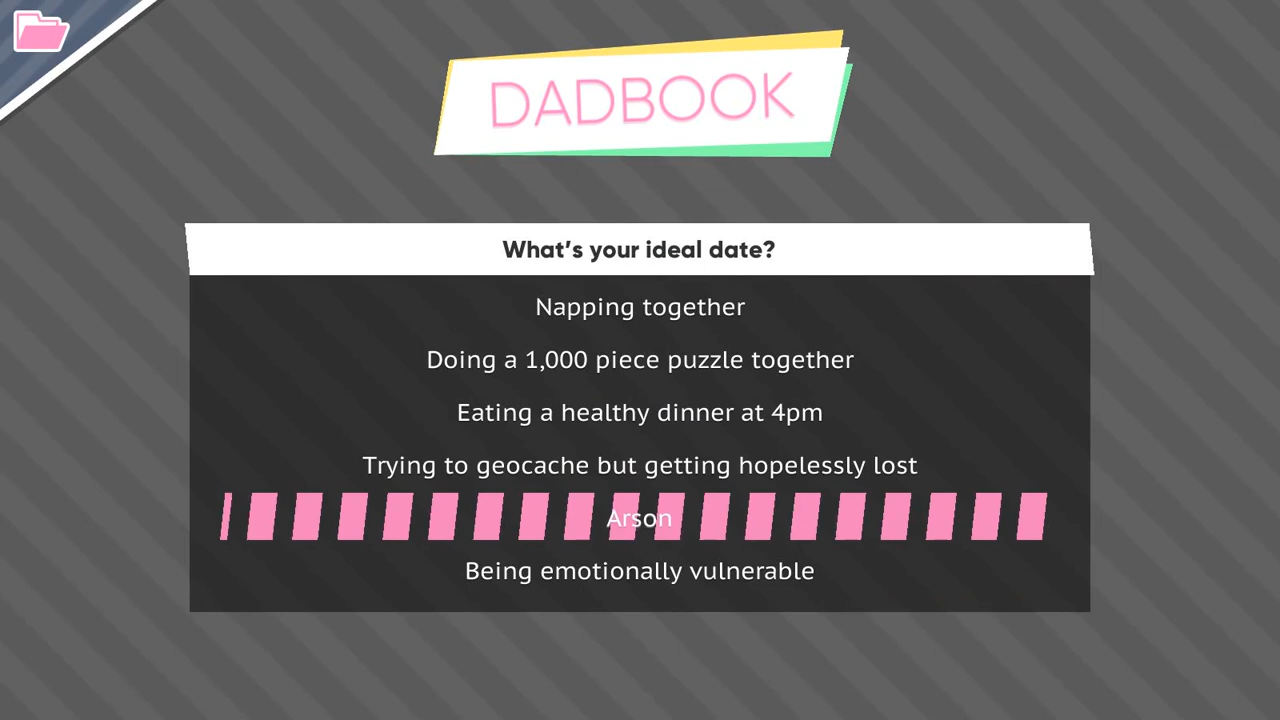 DADBOOK
What's your ideal date?
Napping together
Doing a 1,000 piece puzzle together
Eating a healthy dinner at 4pm
Trying to geocache but getting hopelessly lost
Arson
Being emotionally vulnerable